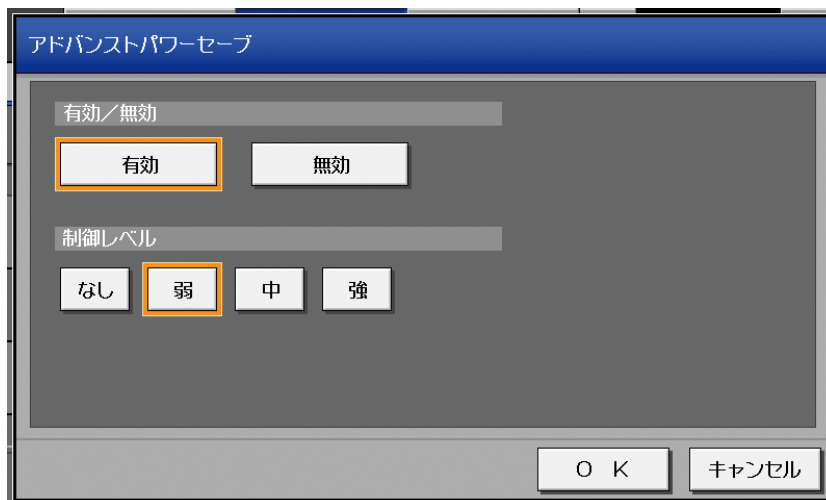 アドバンストパワーセーブ
有効／無効
有効 無効
制御レベル
なし 弱 中 強
ＯＫ キャンセル